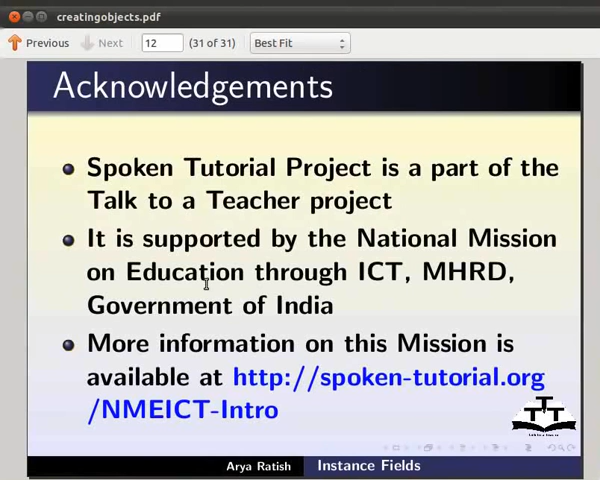 creatingobjects.pdf
Previous Next 12 (31 of 31) Best Fit
Acknowledgements
Spoken Tutorial Project is a part of the
Talk to a Teacher project
It is supported by the National Mission
on Education through ICT, MHRD,
Government of India
More information on this Mission is
available at http://spoken-tutorial.org
/NMEICT-Intro
Arya Ratish Instance Fields